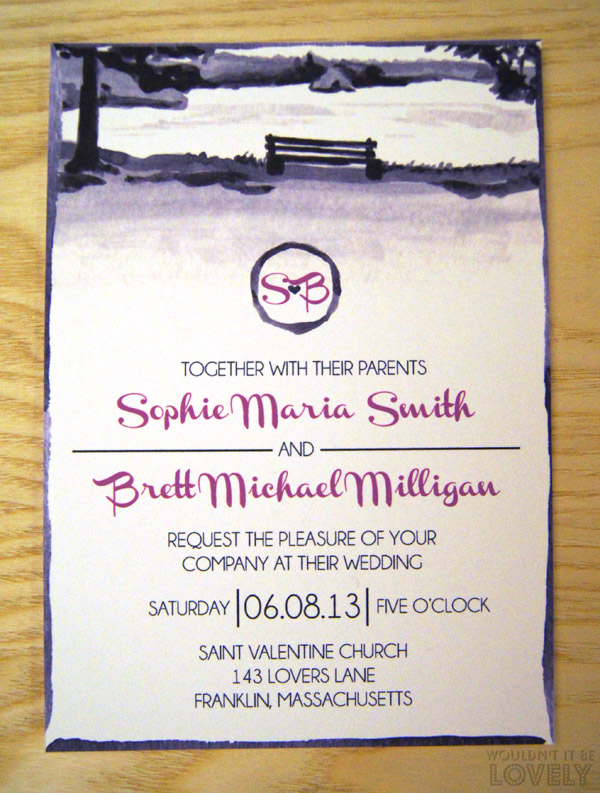 S♥B
TOGETHER WITH THEIR PARENTS
Sophie Maria Smith
AND
Brett Michael Milligan
REQUEST THE PLEASURE OF YOUR
COMPANY AT THEIR WEDDING
SATURDAY | 06.08.13 | FIVE O'CLOCK
SAINT VALENTINE CHURCH
143 LOVERS LANE
FRANKLIN, MASSACHUSETTS
WOULDN'T IT BE
LOVELY